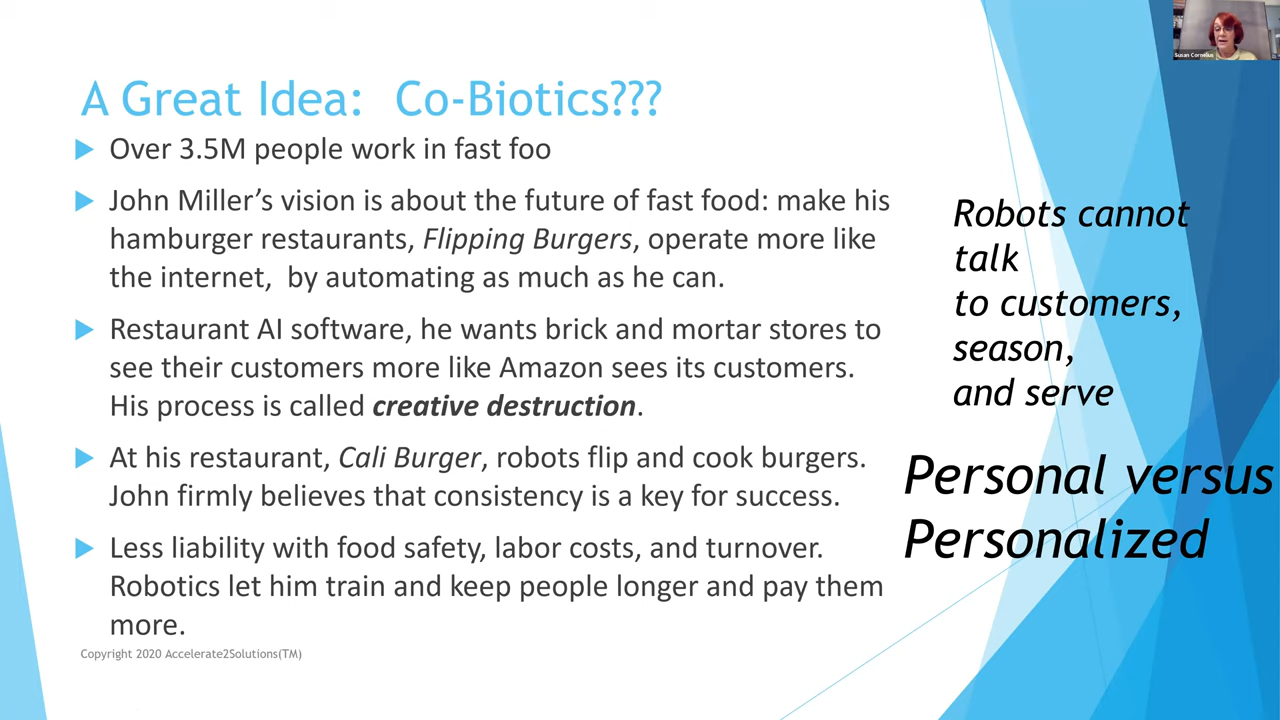 A Great Idea:  Co-Biotics???
Over 3.5M people work in fast foo
John Miller’s vision is about the future of fast food: make his
hamburger restaurants, Flipping Burgers, operate more like
the internet,  by automating as much as he can.
Restaurant AI software, he wants brick and mortar stores to
see their customers more like Amazon sees its customers.
His process is called creative destruction.
At his restaurant, Cali Burger, robots flip and cook burgers.
John firmly believes that consistency is a key for success.
Less liability with food safety, labor costs, and turnover.
Robotics let him train and keep people longer and pay them
more.
Copyright 2020 Accelerate2Solutions(TM)
Robots cannot
talk
to customers,
season,
and serve
Personal versus
Personalized
Susan Cornelius